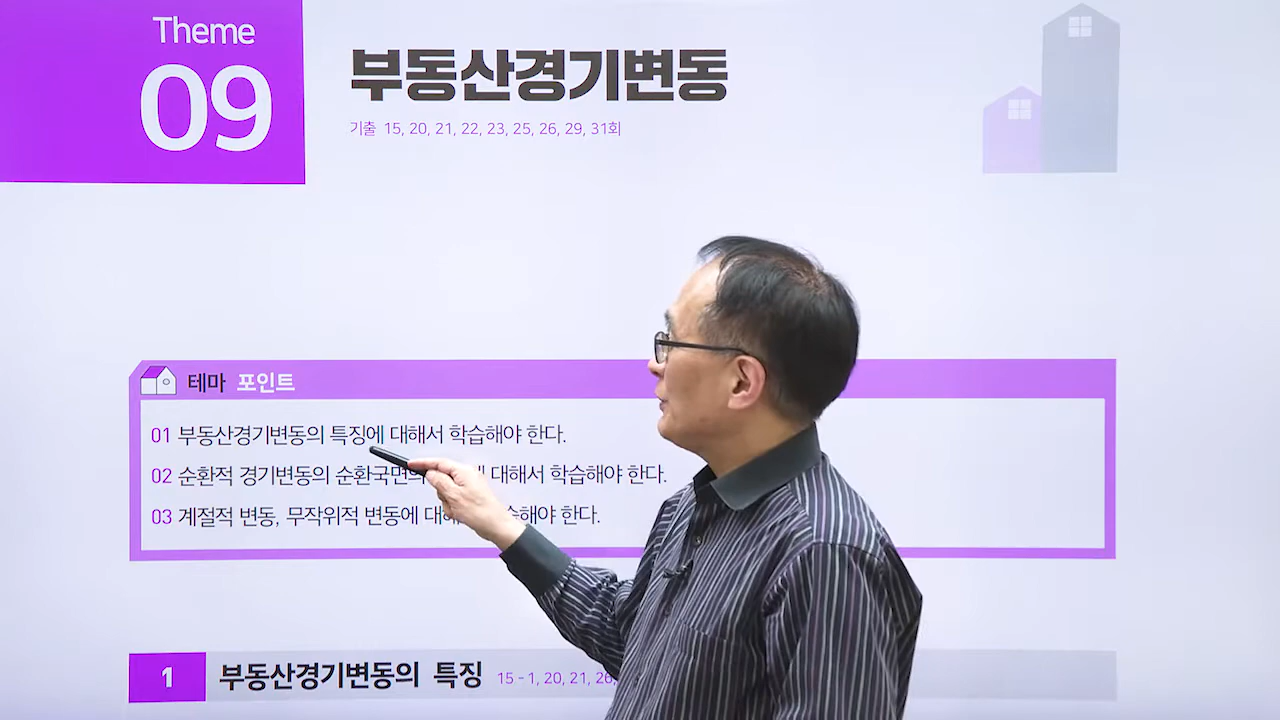 Theme
09
부동산경기변동
기출 15, 20, 21, 22, 23, 25, 26, 29, 31회
테마 포인트
01 부동산경기변동의 특징에 대해서 학습해야 한다.
02 순환적 경기변동의 순환국면의 대해서 학습해야 한다.
03 계절적 변동, 무작위적 변동에 대해 해야 한다.
1 부동산경기변동의 특징 15-1, 20, 21, 26,